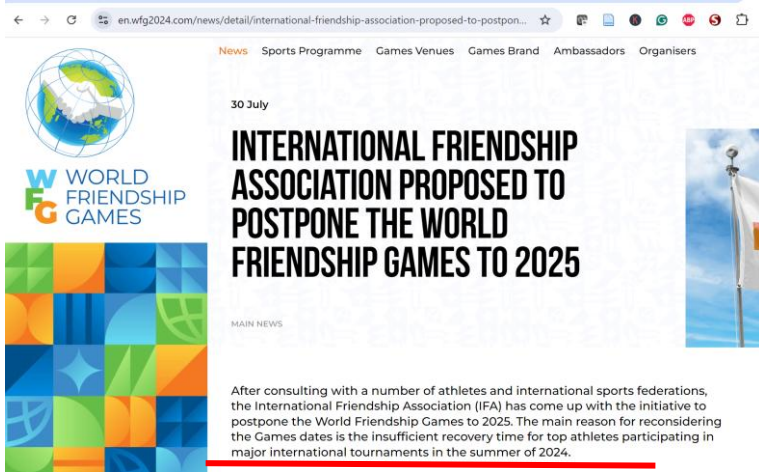 en.wfg2024.com/news/detail/international-friendship-association-proposed-to-postpon...
News Sports Programme Games Venues Games Brand Ambassadors Organisers
30 July
WFG WORLD
FRIENDSHIP
GAMES
INTERNATIONAL FRIENDSHIP
ASSOCIATION PROPOSED TO
POSTPONE THE WORLD
FRIENDSHIP GAMES TO 2025
MAIN NEWS
After consulting with a number of athletes and international sports federations,
the International Friendship Association (IFA) has come up with the initiative to
postpone the World Friendship Games to 2025. The main reason for reconsidering
the Games dates is the insufficient recovery time for top athletes participating in
major international tournaments in the summer of 2024.